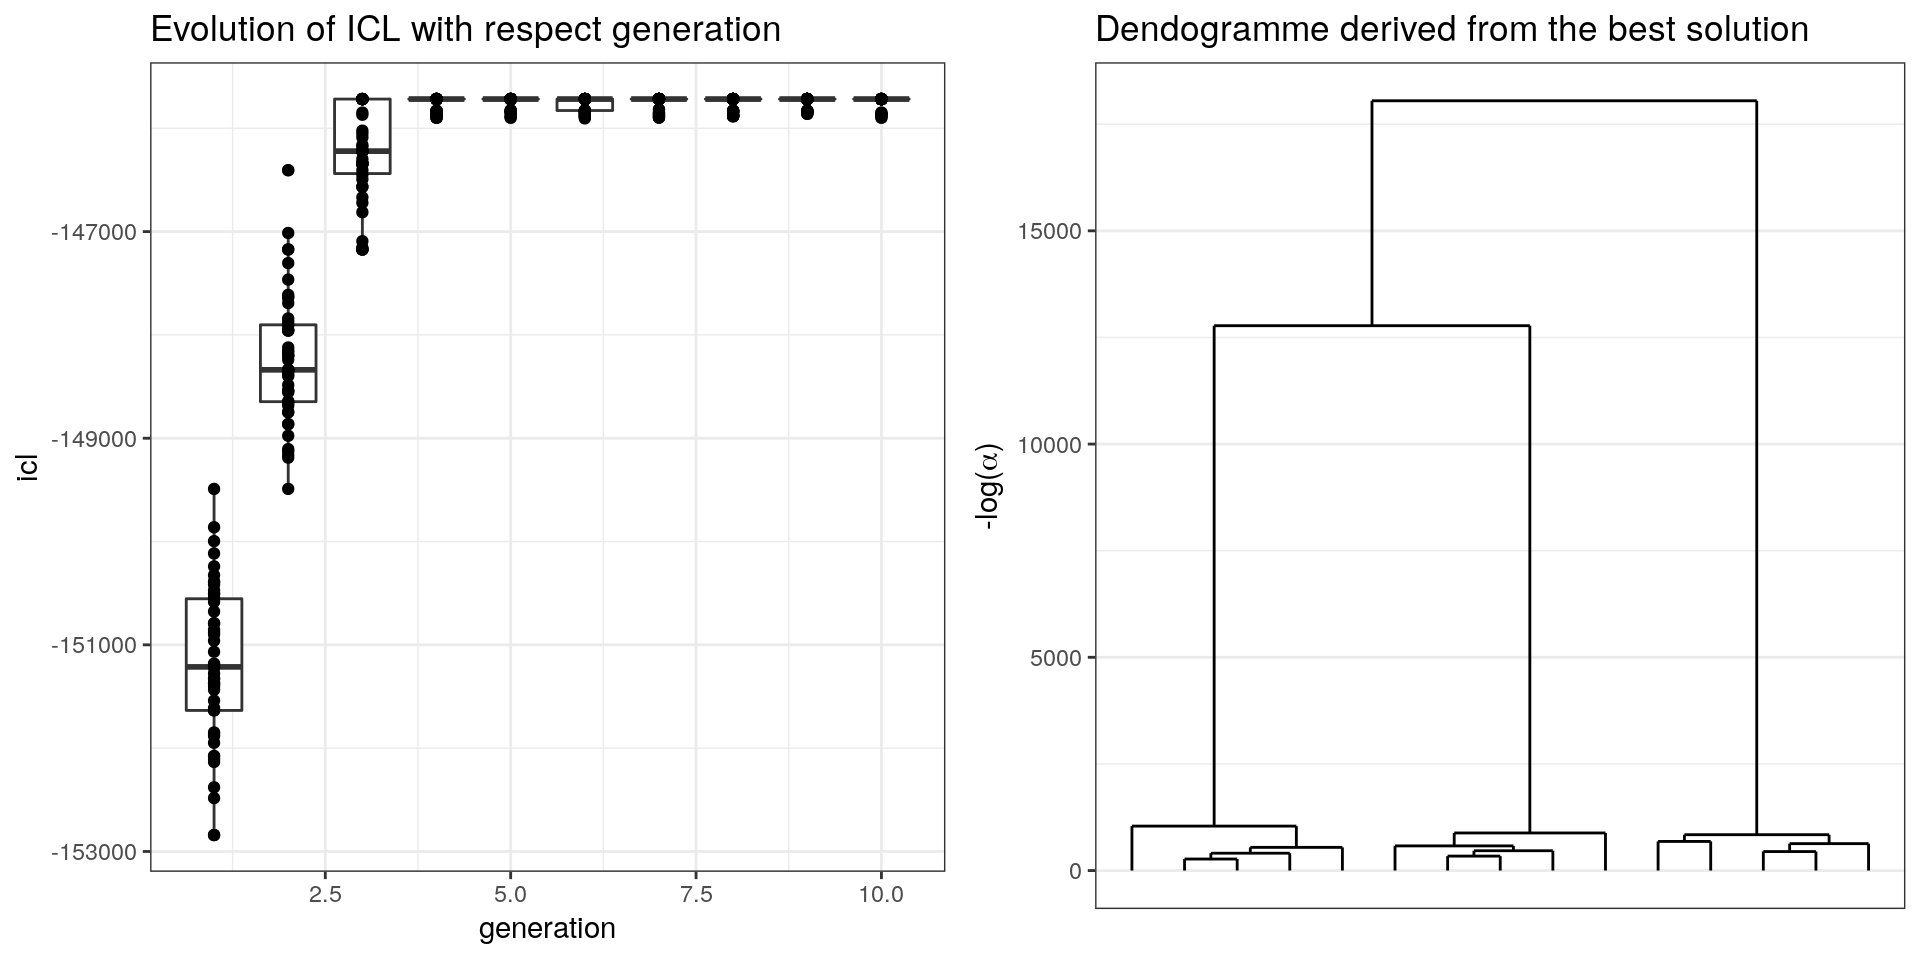 Evolution of ICL with respect generation
icl
-147000
-149000
-151000
-153000
2.5 5.0 7.5 10.0
generation
Dendogramme derived from the best solution
-log(α)
15000
10000
5000
0